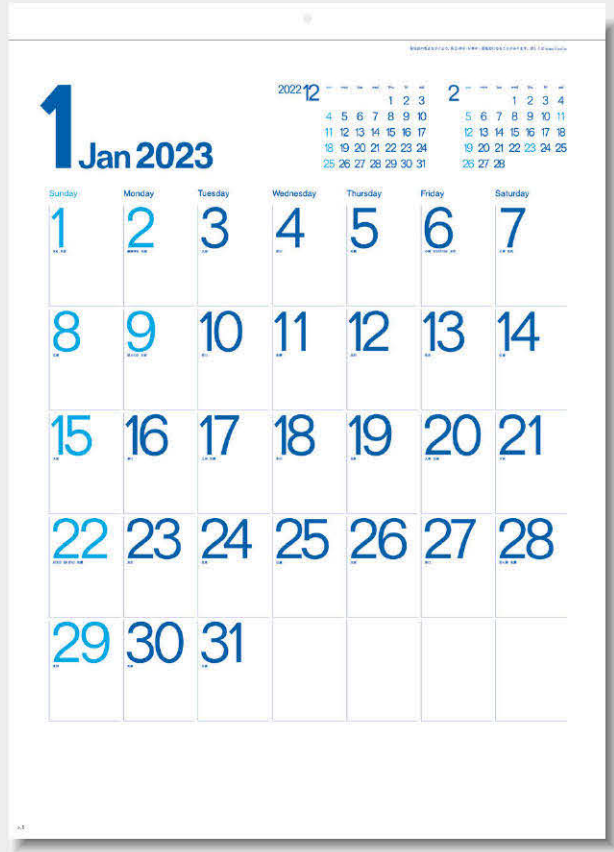 1 Jan 2023
2022 12
1 2 3
4 5 6 7 8 9 10
11 12 13 14 15 16 17
18 19 20 21 22 23 24
25 26 27 28 29 30 31
2
1 2 3 4
5 6 7 8 9 10 11
12 13 14 15 16 17 18
19 20 21 22 23 24 25
26 27 28
Sunday Monday Tuesday Wednesday Thursday Friday Saturday
1 2 3 4 5 6 7
8 9 10 11 12 13 14
15 16 17 18 19 20 21
22 23 24 25 26 27 28
29 30 31